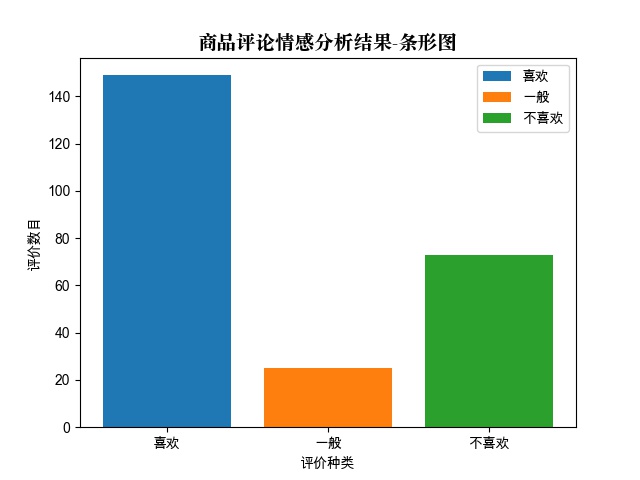 商品评论情感分析结果-条形图
喜欢
一般
不喜欢
评价数目
140
120
100
80
60
40
20
0
喜欢
一般
不喜欢
评价种类